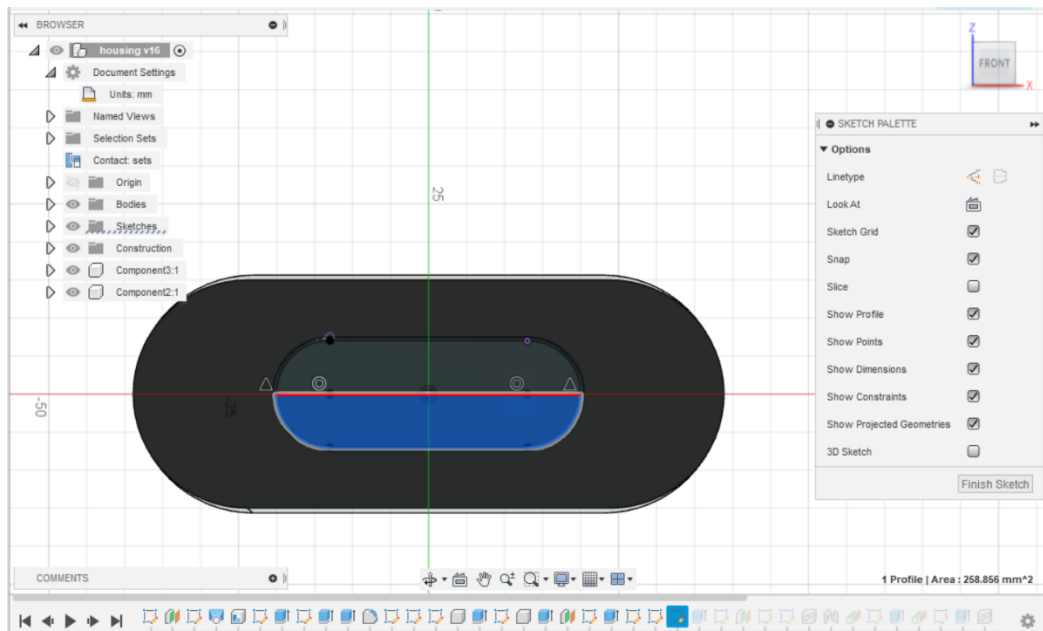 BROWSER
housing v16
Document Settings
Units: mm
Named Views
Selection Sets
Contact: sets
Origin
Bodies
Sketches
Construction
Component3:1
Component2:1
25
-50
-25
Z
FRONT
X
SKETCH PALETTE
Options
Linetype
Look At
Sketch Grid
Snap
Slice
Show Profile
Show Points
Show Dimensions
Show Constraints
Show Projected Geometries
3D Sketch
Finish Sketch
COMMENTS
1 Profile | Area : 258.856 mm^2